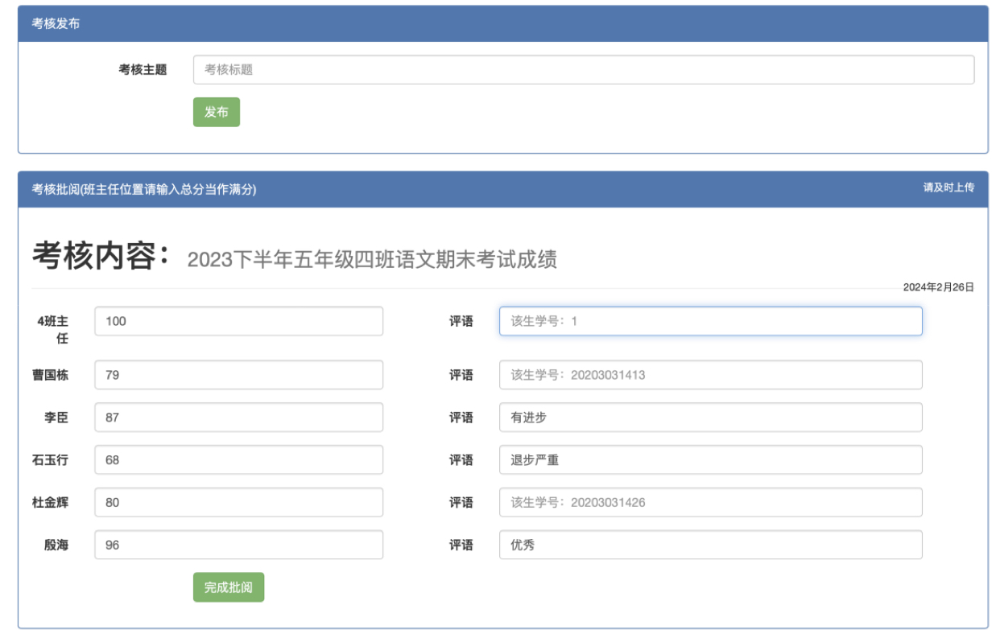 考核发布
考核主题 考核标题
发布
考核批阅(班主任位置请输入总分当作满分) 请及时上传
考核内容： 2023下半年五年级四班语文期末考试成绩
2024年2月26日
4班主任 100 评语 该生学号：1
曹国栋 79 评语 该生学号：20203031413
李臣 87 评语 有进步
石玉行 68 评语 退步严重
杜金辉 80 评语 该生学号：20203031426
殷海 96 评语 优秀
完成批阅